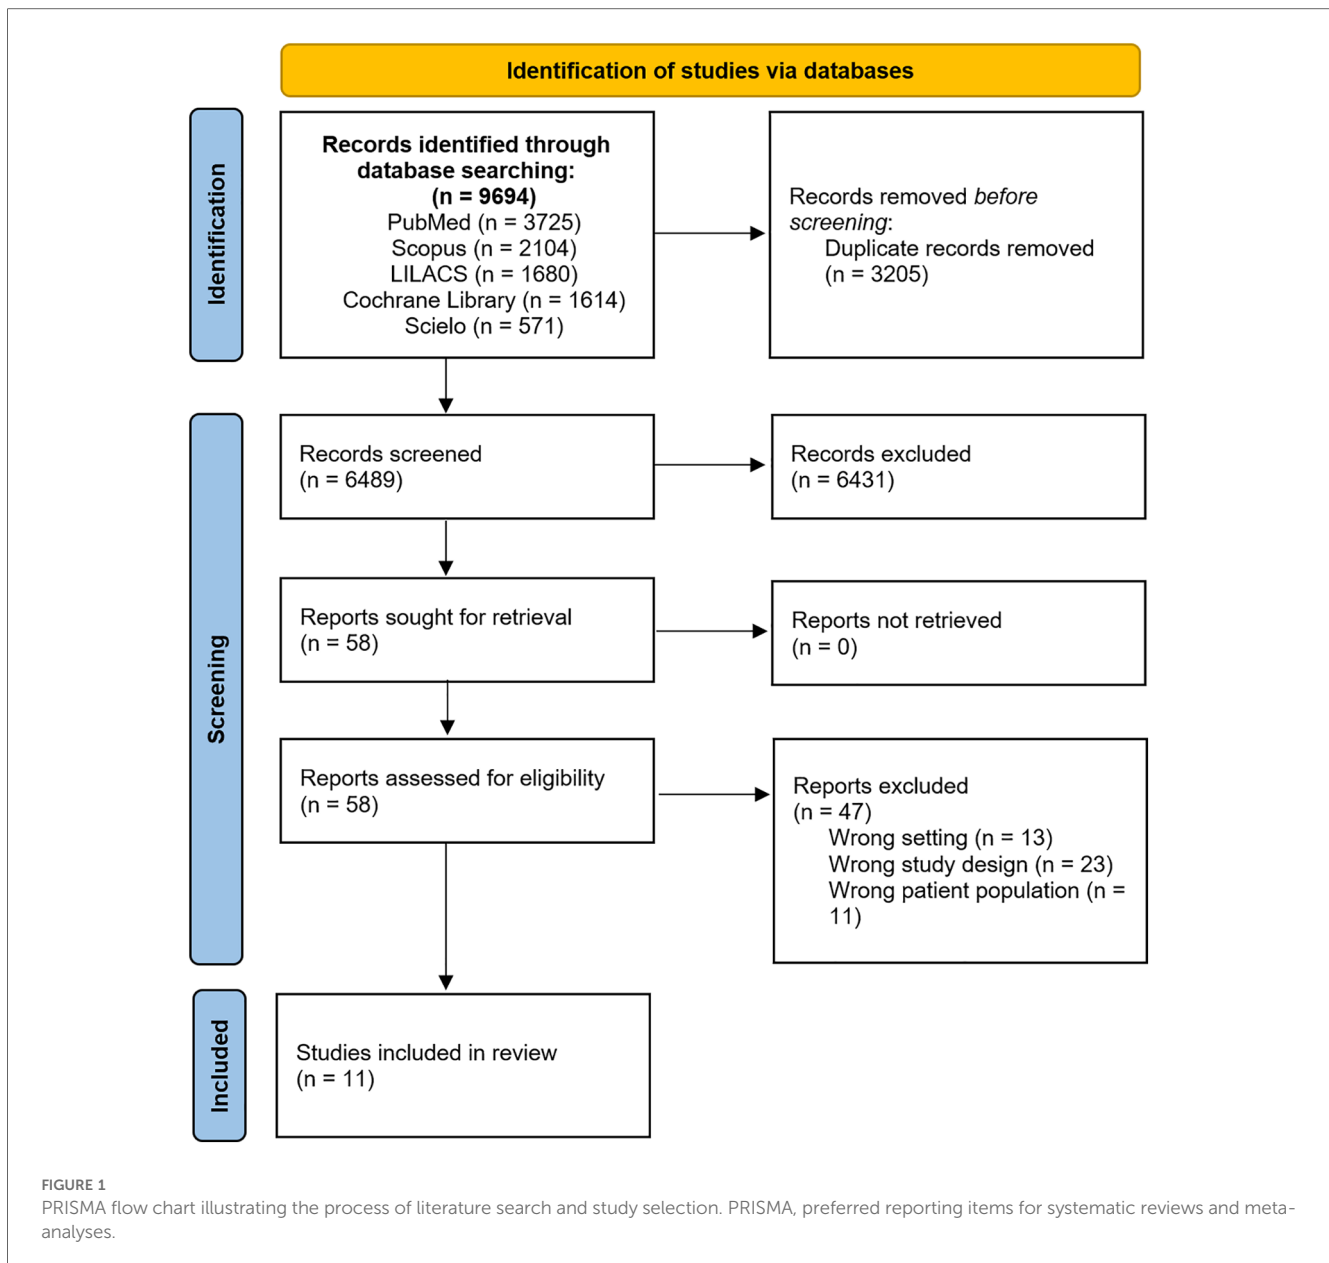 Identification of studies via databases
Identification
Records identified through
database searching:
(n = 9694)
PubMed (n = 3725)
Scopus (n = 2104)
LILACS (n = 1680)
Cochrane Library (n = 1614)
Scielo (n = 571)
Records removed before
screening:
Duplicate records removed
(n = 3205)
Screening
Records screened
(n = 6489)
Records excluded
(n = 6431)
Reports sought for retrieval
(n = 58)
Reports not retrieved
(n = 0)
Reports assessed for eligibility
(n = 58)
Reports excluded
(n = 47)
Wrong setting (n = 13)
Wrong study design (n = 23)
Wrong patient population (n =
11)
Included
Studies included in review
(n = 11)
FIGURE 1
PRISMA flow chart illustrating the process of literature search and study selection. PRISMA, preferred reporting items for systematic reviews and meta-
analyses.